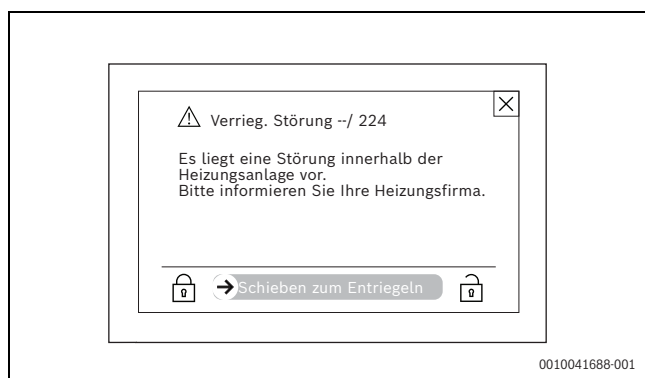 Verrieg. Störung --/ 224
Es liegt eine Störung innerhalb der
Heizungsanlage vor.
Bitte informieren Sie Ihre Heizungsfirma.
Schieben zum Entriegeln
0010041688-001